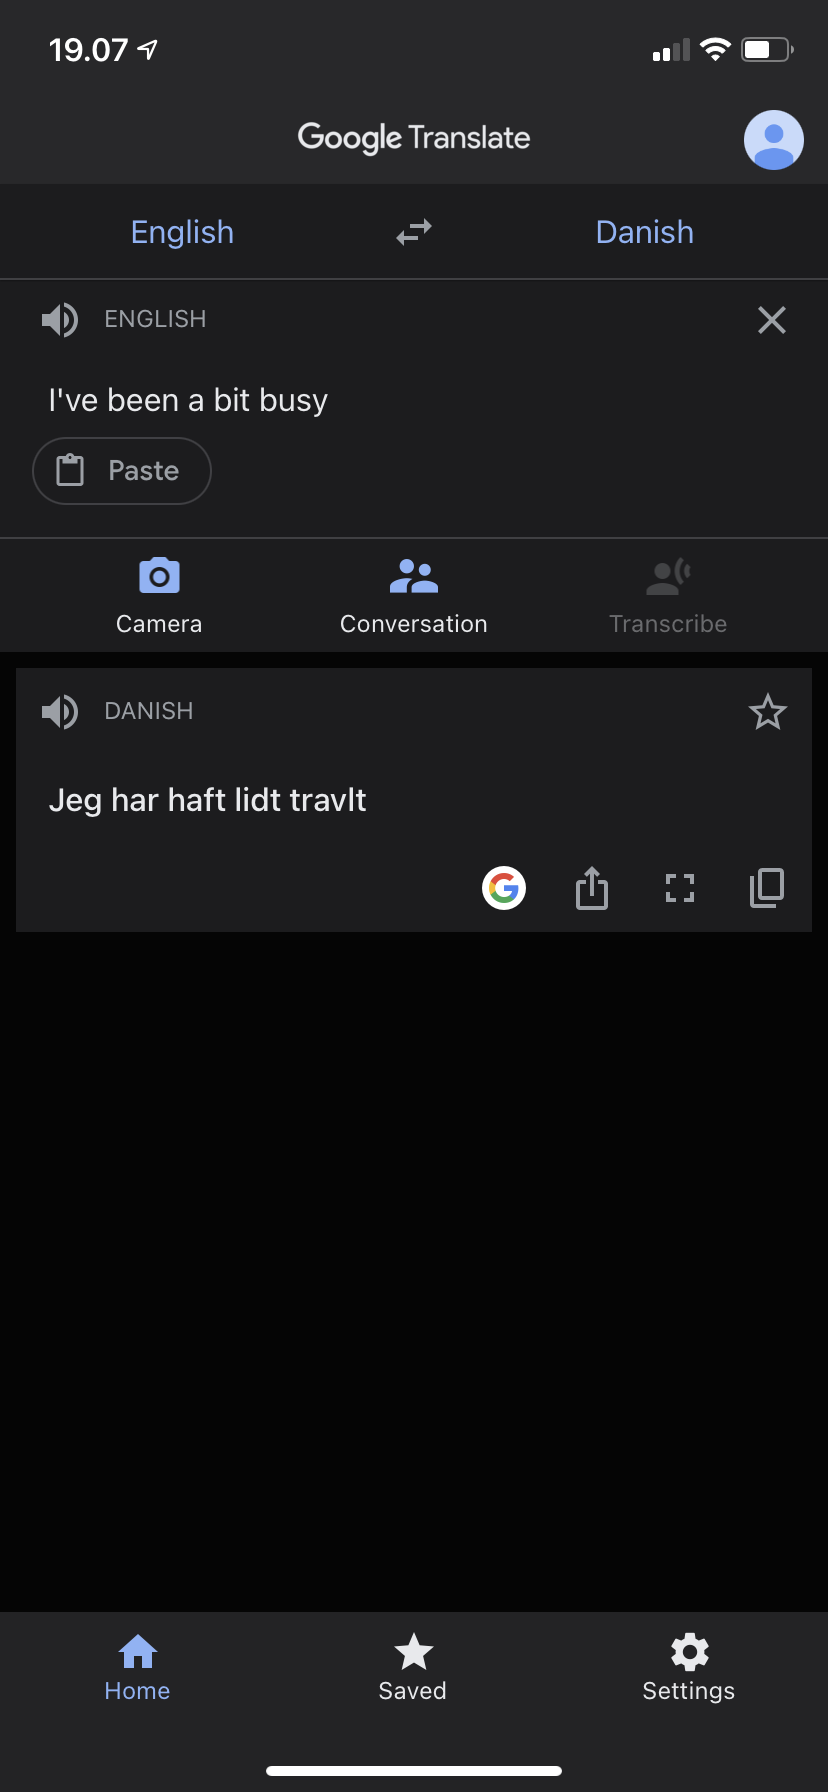 19.07
Google Translate
English
Danish
ENGLISH
I've been a bit busy
Paste
Camera
Conversation
Transcribe
DANISH
Jeg har haft lidt travlt
Home
Saved
Settings